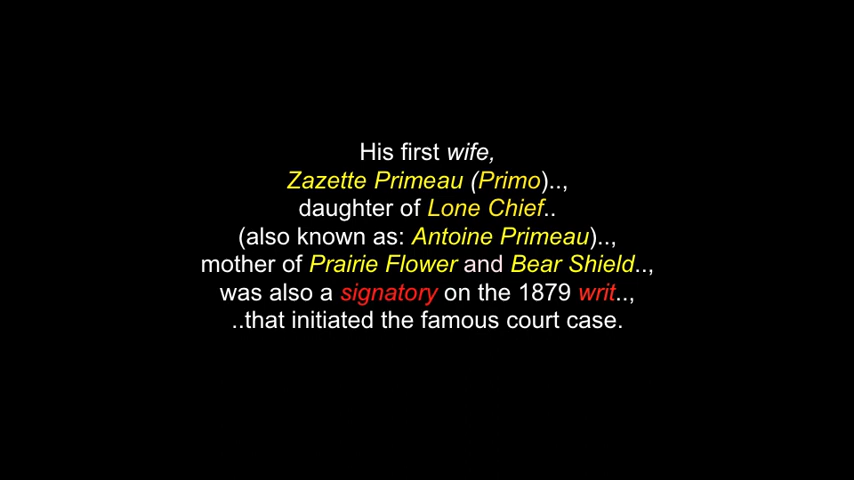 His first wife,
Zazette Primeau (Primo)..,
daughter of Lone Chief..
(also known as: Antoine Primeau)..,
mother of Prairie Flower and Bear Shield..,
was also a signatory on the 1879 writ..,
..that initiated the famous court case.